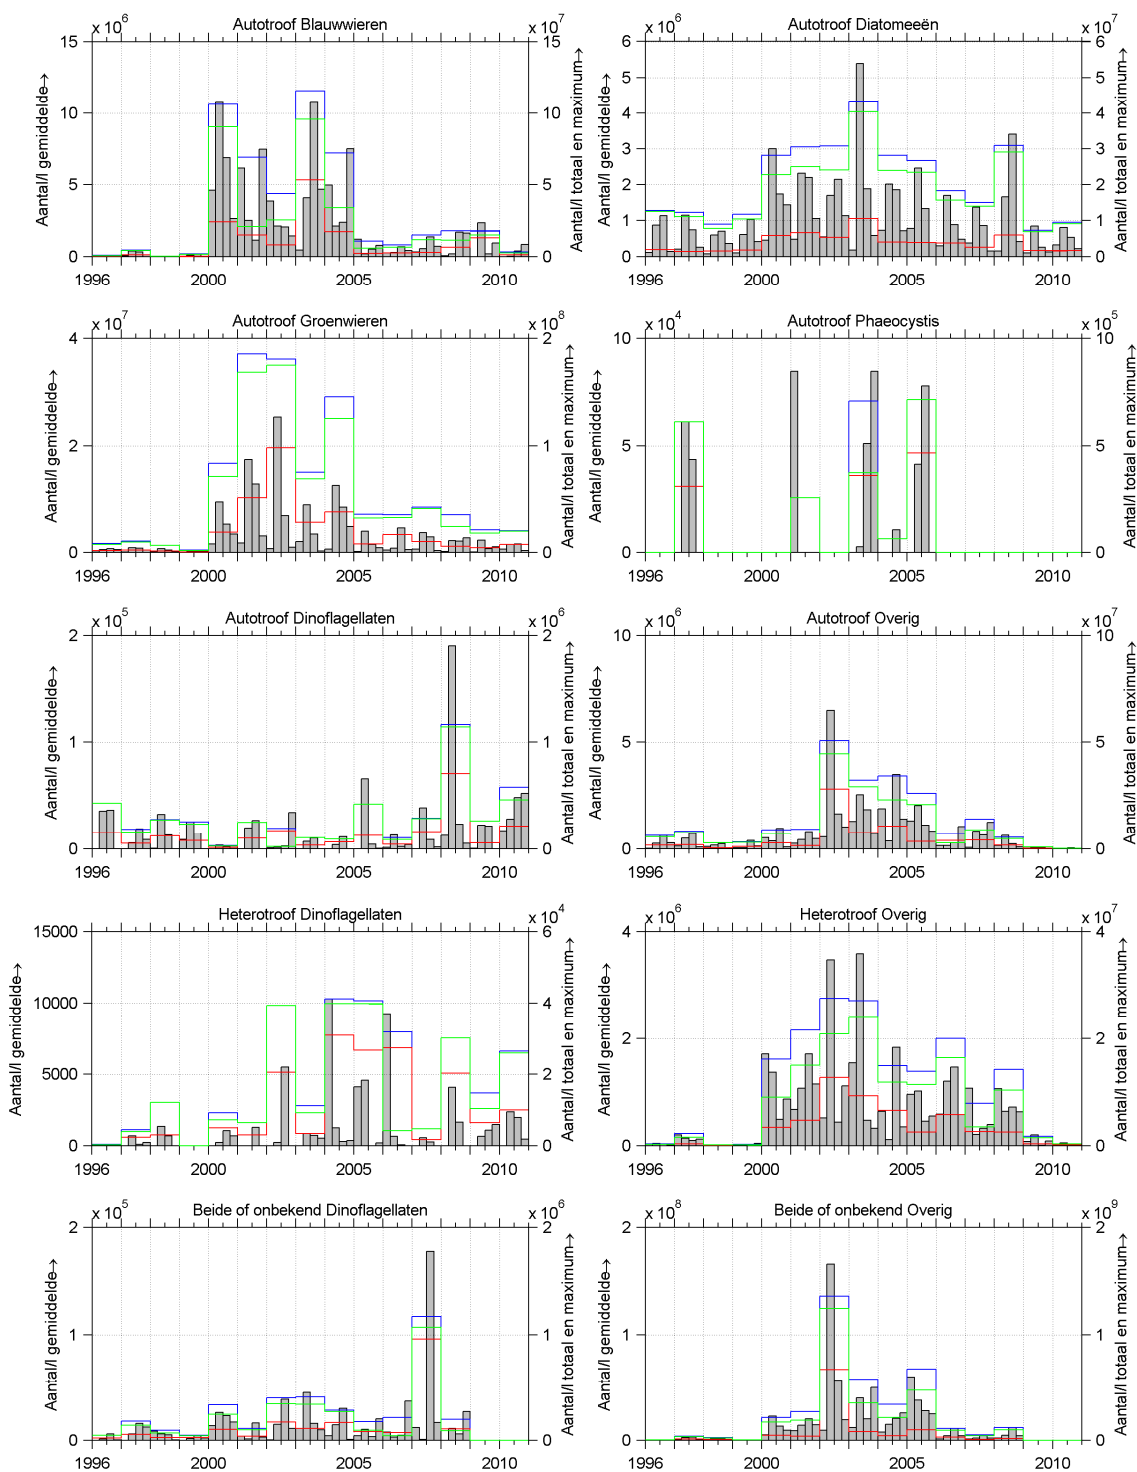 Autotroof Blauwwieren
x 10^6
x 10^7
15
10
5
0
15
10
5
0
Aantal/l gemiddelde→
Aantal/l totaal en maximum→
1996 2000 2005 2010
Autotroof Diatomeeën
x 10^6
x 10^7
6
5
4
3
2
1
0
6
5
4
3
2
1
0
Aantal/l gemiddelde→
Aantal/l totaal en maximum→
1996 2000 2005 2010
Autotroof Groenwieren
x 10^7
x 10^8
4
2
0
2
1
0
Aantal/l gemiddelde→
Aantal/l totaal en maximum→
1996 2000 2005 2010
Autotroof Phaeocystis
x 10^4
x 10^5
10
5
0
10
5
0
Aantal/l gemiddelde→
Aantal/l totaal en maximum→
1996 2000 2005 2010
Autotroof Dinoflagellaten
x 10^5
x 10^6
2
1
0
2
1
0
Aantal/l gemiddelde→
Aantal/l totaal en maximum→
1996 2000 2005 2010
Autotroof Overig
x 10^6
x 10^7
10
5
0
10
5
0
Aantal/l gemiddelde→
Aantal/l totaal en maximum→
1996 2000 2005 2010
Heterotroof Dinoflagellaten
x 10^4
15000
10000
5000
0
6
4
2
0
Aantal/l gemiddelde→
Aantal/l totaal en maximum→
1996 2000 2005 2010
Heterotroof Overig
x 10^6
x 10^7
4
2
0
4
2
0
Aantal/l gemiddelde→
Aantal/l totaal en maximum→
1996 2000 2005 2010
Beide of onbekend Dinoflagellaten
x 10^5
x 10^6
2
1
0
2
1
0
Aantal/l gemiddelde→
Aantal/l totaal en maximum→
1996 2000 2005 2010
Beide of onbekend Overig
x 10^8
x 10^9
2
1
0
2
1
0
Aantal/l gemiddelde→
Aantal/l totaal en maximum→
1996 2000 2005 2010